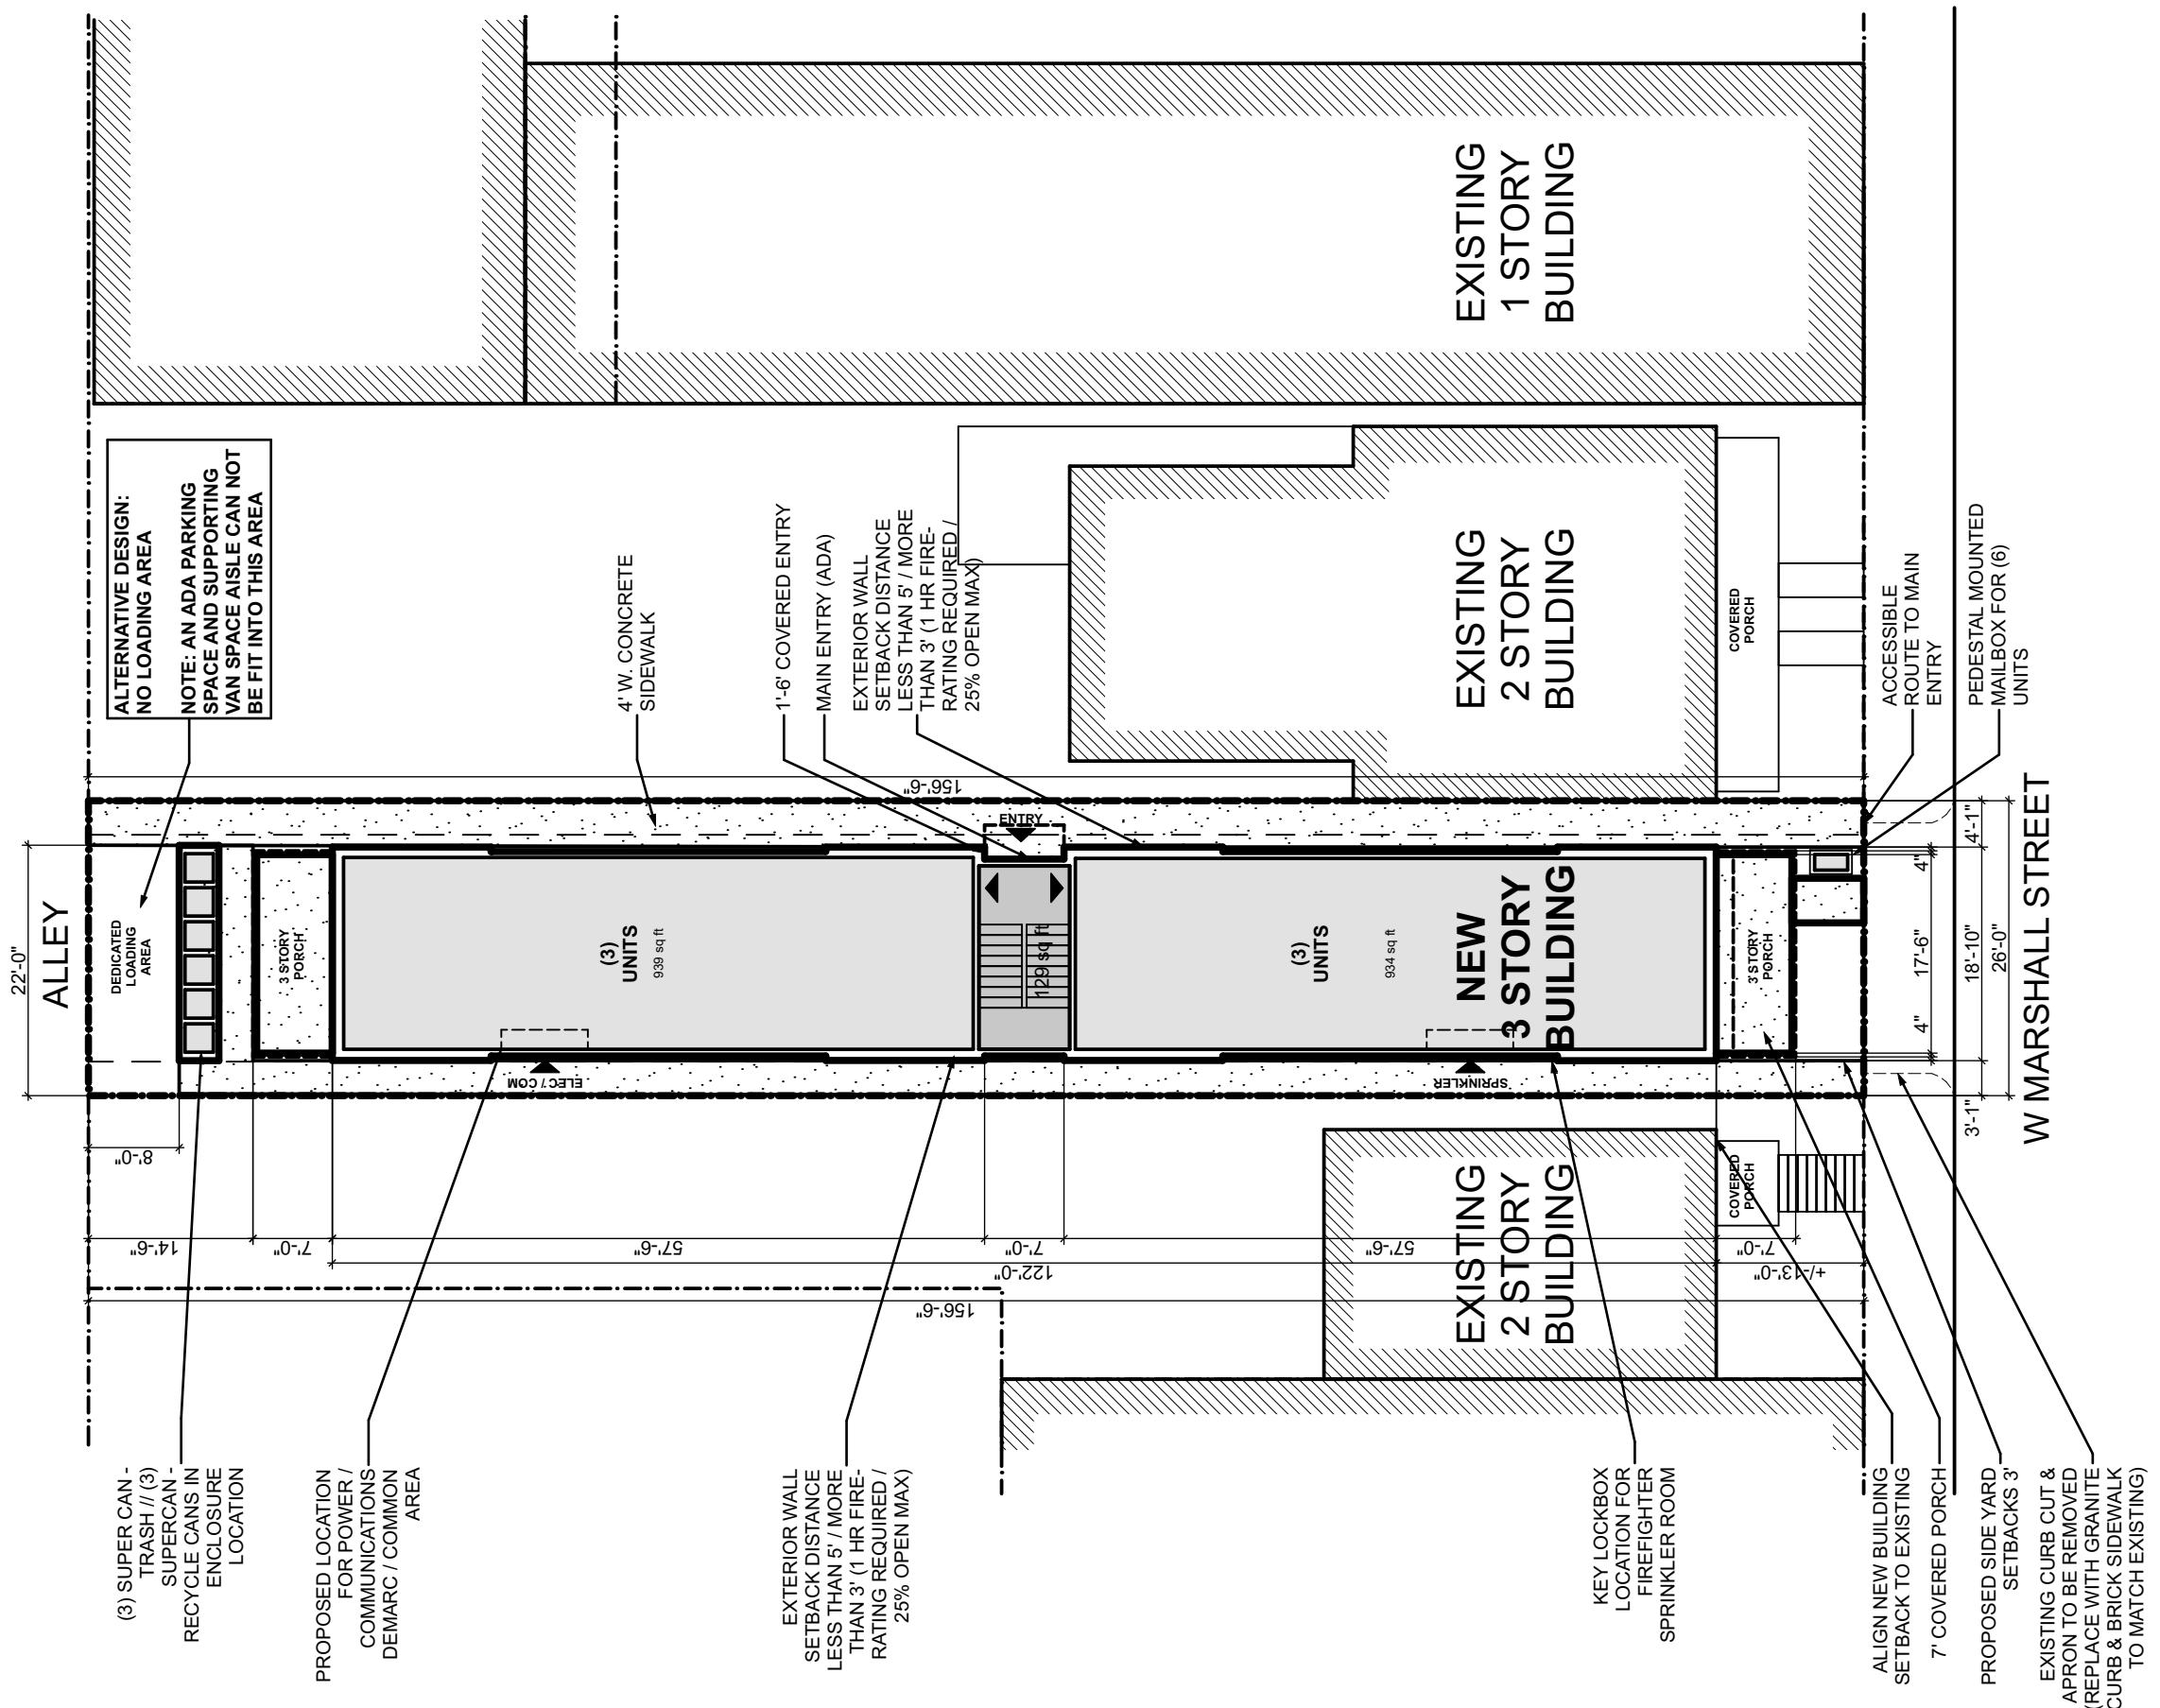 ALTERNATIVE DESIGN:
NO LOADING AREA
NOTE: AN ADA PARKING
SPACE AND SUPPORTING
VAN SPACE AISLE CAN NOT
BE FIT INTO THIS AREA
4' W. CONCRETE
SIDEWALK
1'-6' COVERED ENTRY
MAIN ENTRY (ADA)
EXTERIOR WALL
SETBACK DISTANCE
LESS THAN 5' / MORE
THAN 3' (1 HR FIRE-
RATING REQUIRED /
25% OPEN MAX)
EXISTING
1 STORY
BUILDING
EXISTING
2 STORY
BUILDING
COVERED
PORCH
ACCESSIBLE
ROUTE TO MAIN
ENTRY
PEDESTAL MOUNTED
MAILBOX FOR (6)
UNITS
156'-6"
22'-0"
ALLEY
DEDICATED
LOADING
AREA
3 STORY
PORCH
(3)
UNITS
939 sq ft
ENTRY
129 sq ft
(3)
UNITS
934 sq ft
NEW
3 STORY
BUILDING
3 STORY
PORCH
ELEC / COM
SPRINKLER
4'-1"
4"
17'-6"
18'-10"
26'-0"
4"
3'-1"
W MARSHALL STREET
8'-0"
14'-6"
7'-0"
57'-6"
7'-0"
57'-6"
7'-0"
122'-0"
+/-13'-0"
156'-6"
EXISTING
2 STORY
BUILDING
COVERED
PORCH
(3) SUPER CAN -
TRASH // (3)
SUPERCAN -
RECYCLE CANS IN
ENCLOSURE
LOCATION
PROPOSED LOCATION
FOR POWER /
COMMUNICATIONS
DEMARC / COMMON
AREA
EXTERIOR WALL
SETBACK DISTANCE
LESS THAN 5' / MORE
THAN 3' (1 HR FIRE-
RATING REQUIRED /
25% OPEN MAX)
KEY LOCKBOX
LOCATION FOR
FIREFIGHTER
SPRINKLER ROOM
ALIGN NEW BUILDING
SETBACK TO EXISTING
7' COVERED PORCH
PROPOSED SIDE YARD
SETBACKS 3'
EXISTING CURB CUT &
APRON TO BE REMOVED
(REPLACE WITH GRANITE
CURB & BRICK SIDEWALK
TO MATCH EXISTING)